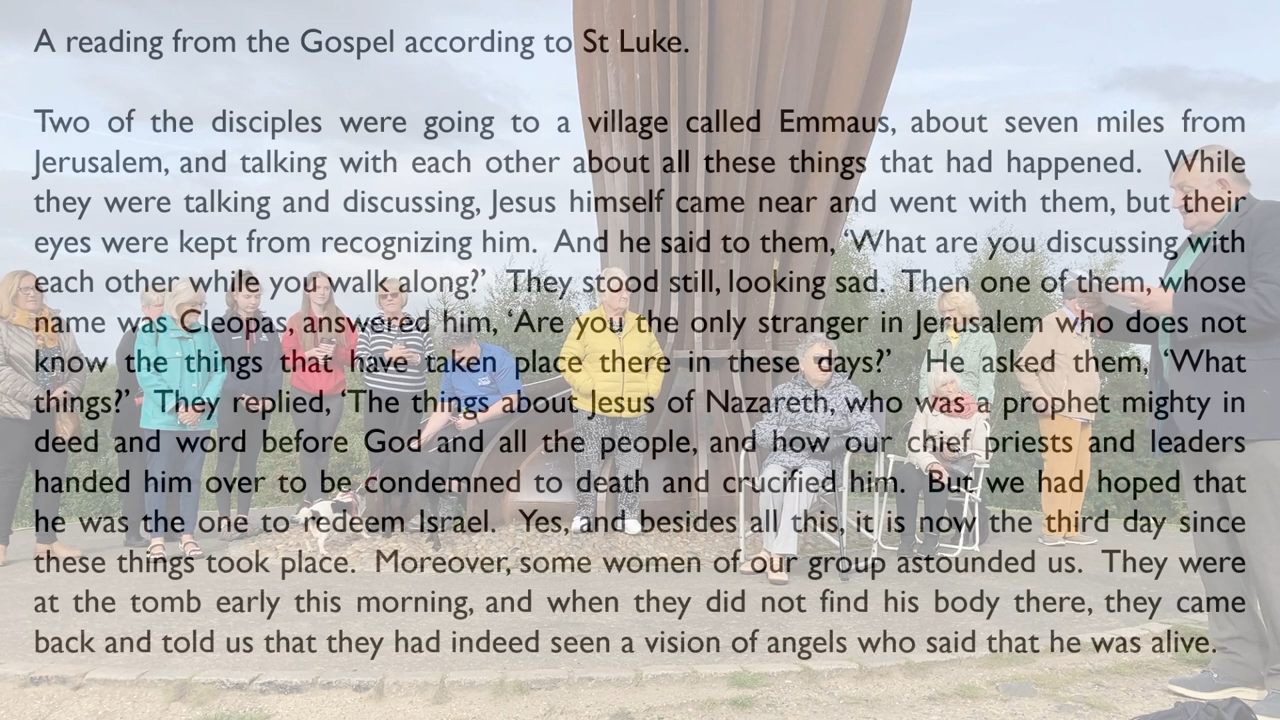 A reading from the Gospel according to St Luke.
Two of the disciples were going to a village called Emmaus, about seven miles from
Jerusalem, and talking with each other about all these things that had happened. While
they were talking and discussing, Jesus himself came near and went with them, but their
eyes were kept from recognizing him. And he said to them, ‘What are you discussing with
each other while you walk along?’ They stood still, looking sad. Then one of them, whose
name was Cleopas, answered him, ‘Are you the only stranger in Jerusalem who does not
know the things that have taken place there in these days?’ He asked them, ‘What
things?’ They replied, ‘The things about Jesus of Nazareth, who was a prophet mighty in
deed and word before God and all the people, and how our chief priests and leaders
handed him over to be condemned to death and crucified him. But we had hoped that
he was the one to redeem Israel. Yes, and besides all this, it is now the third day since
these things took place. Moreover, some women of our group astounded us. They were
at the tomb early this morning, and when they did not find his body there, they came
back and told us that they had indeed seen a vision of angels who said that he was alive.